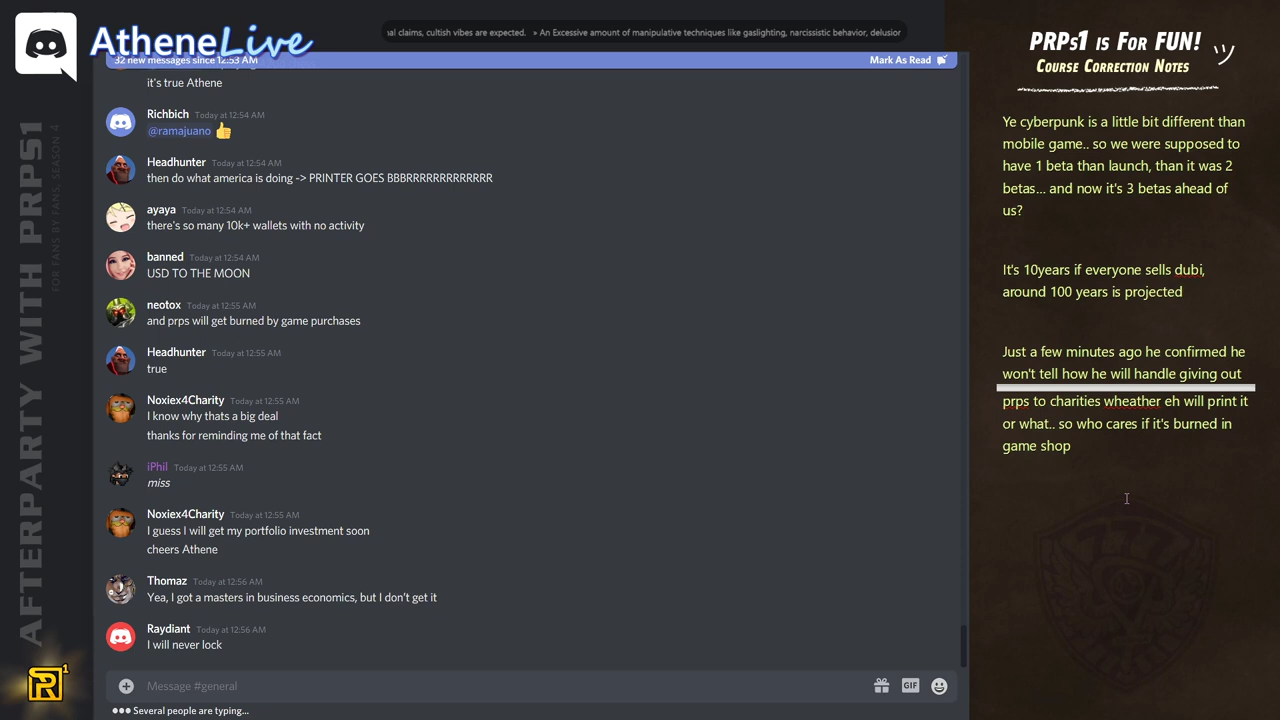 AtheneLive
al claims, cultish vibes are expected.   » An Excessive amount of manipulative techniques like gaslighting, narcissistic behavior, delusior
32 new messages since 12:53 AM
Mark As Read
it's true Athene
Richbich Today at 12:54 AM
@ramajuano 👍
Headhunter Today at 12:54 AM
then do what america is doing -> PRINTER GOES BBBRRRRRRRRRRRRR
ayaya Today at 12:54 AM
there's so many 10k+ wallets with no activity
banned Today at 12:54 AM
USD TO THE MOON
neotox Today at 12:55 AM
and prps will get burned by game purchases
Headhunter Today at 12:55 AM
true
Noxiex4Charity Today at 12:55 AM
I know why thats a big deal
thanks for reminding me of that fact
iPhil Today at 12:55 AM
miss
Noxiex4Charity Today at 12:55 AM
I guess I will get my portfolio investment soon
cheers Athene
Thomaz Today at 12:56 AM
Yea, I got a masters in business economics, but I don't get it
Raydiant Today at 12:56 AM
I will never lock
Message #general
GIF
Several people are typing...
AFTERPARTY WITH PRPS1
FOR FANS BY FANS, SEASON 4
PRPs1 is For FUN!
Course Correction Notes
ツ
Ye cyberpunk is a little bit different than
mobile game.. so we were supposed to
have 1 beta than launch, than it was 2
betas... and now it's 3 betas ahead of
us?
It's 10years if everyone sells dubi,
around 100 years is projected
Just a few minutes ago he confirmed he
won't tell how he will handle giving out
prps to charities wheather eh will print it
or what.. so who cares if it's burned in
game shop